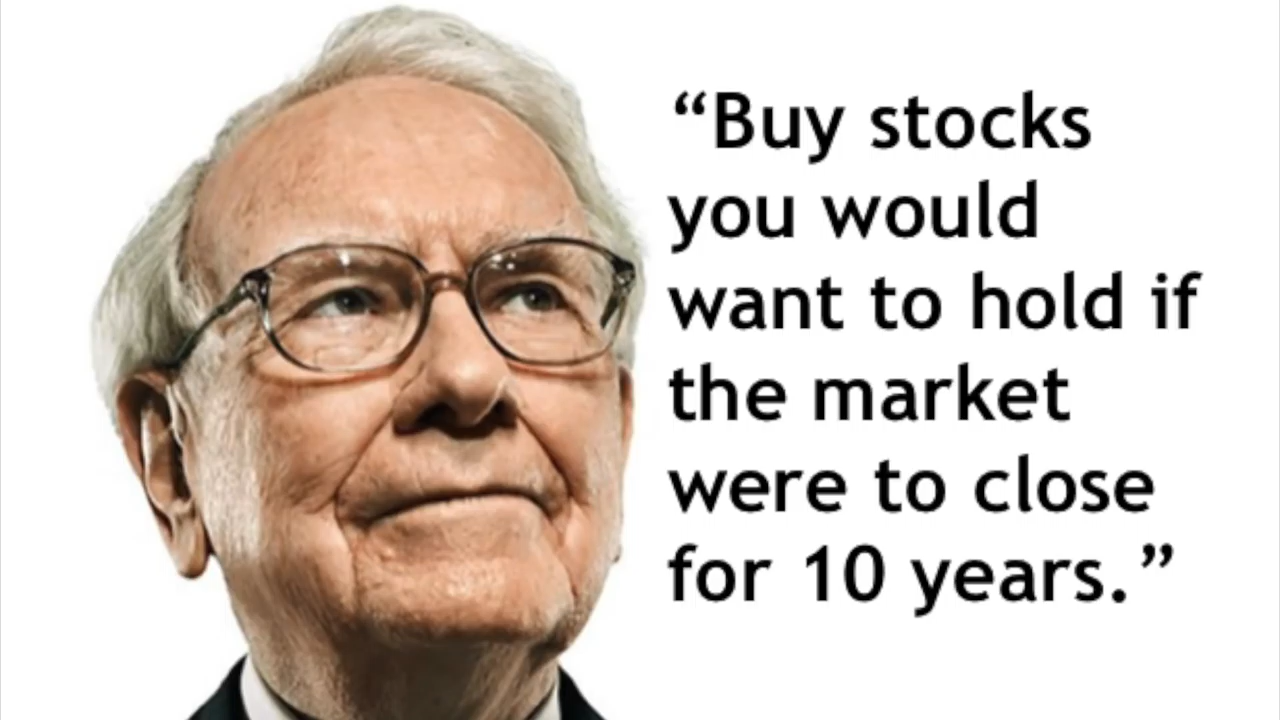 “Buy stocks
you would
want to hold if
the market
were to close
for 10 years.”